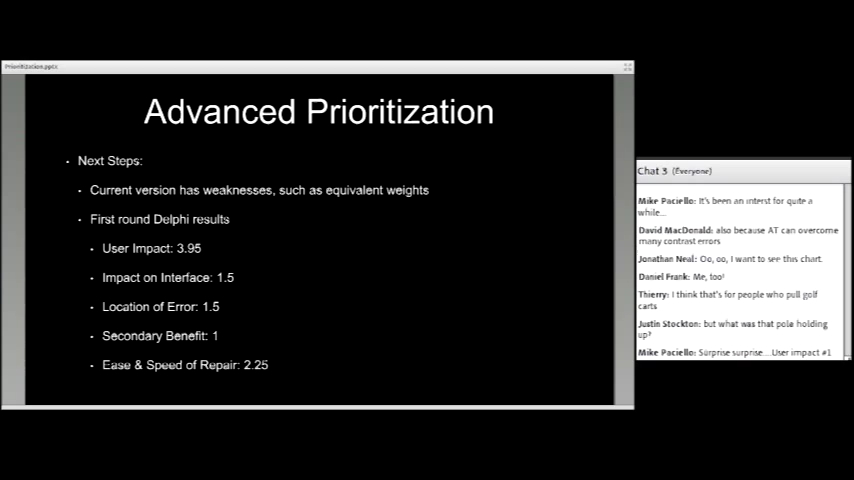 Prioritization.pptx
Advanced Prioritization
Next Steps:
Current version has weaknesses, such as equivalent weights
First round Delphi results
User Impact: 3.95
Impact on Interface: 1.5
Location of Error: 1.5
Secondary Benefit: 1
Ease & Speed of Repair: 2.25
Chat 3 (Everyone)
Mike Paciello: It's been an interst for quite a
while...
David MacDonald: also because AT can overcome
many contrast errors
Jonathan Neal: Oo, oo, I want to see this chart.
Daniel Frank: Me, too!
Thierry: I think that's for people who pull golf
carts
Justin Stockton: but what was that pole holding
up?
Mike Paciello: Surprise surprise....User impact #1